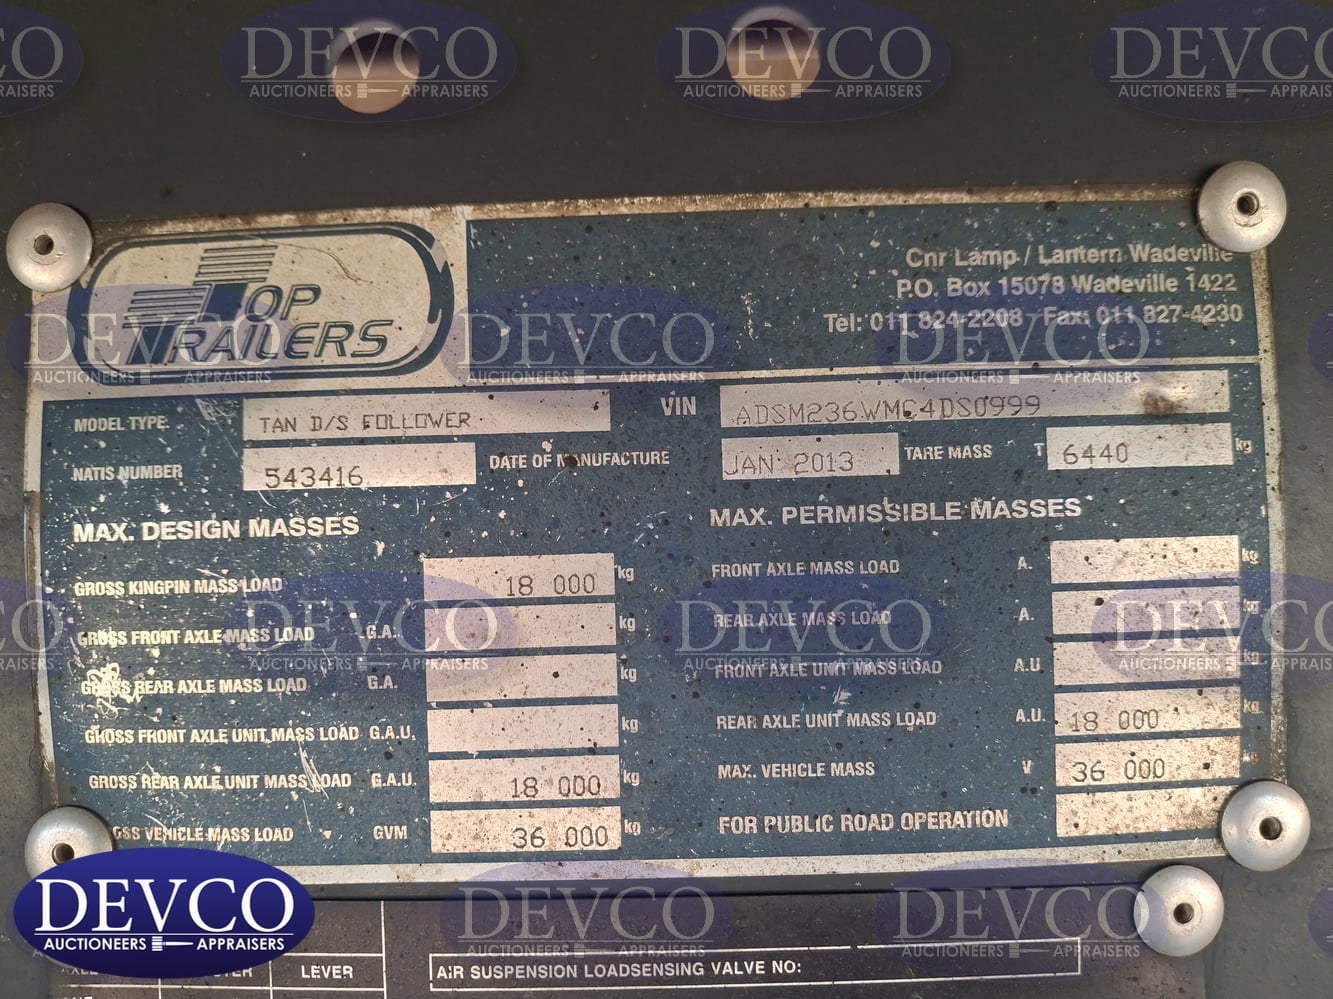 TOP
TRAILERS
Cnr Lamp / Lantern Wadeville
P.O. Box 15078 Wadeville 1422
Tel: 011 824-2208 Fax: 011 827-4230
MODEL TYPE TAN D/S FOLLOWER VIN ADSM236WMC4DS0999
NATIS NUMBER 543416 DATE OF MANUFACTURE JAN 2013 TARE MASS T 6440 kg
MAX. DESIGN MASSES
GROSS KINGPIN MASS LOAD 18 000 kg
GROSS FRONT AXLE MASS LOAD G.A. kg
GROSS REAR AXLE MASS LOAD G.A. kg
GROSS FRONT AXLE UNIT MASS LOAD G.A.U. kg
GROSS REAR AXLE UNIT MASS LOAD G.A.U. 18 000 kg
VEHICLE MASS LOAD GVM 36 000 kg
MAX. PERMISSIBLE MASSES
FRONT AXLE MASS LOAD A. kg
REAR AXLE MASS LOAD A. kg
FRONT AXLE UNIT MASS LOAD A.U. kg
REAR AXLE UNIT MASS LOAD A.U. 18 000 kg
MAX. VEHICLE MASS V 36 000 kg
FOR PUBLIC ROAD OPERATION
DEVCO
AUCTIONEERS APPRAISERS
LEVER
AIR SUSPENSION LOADSENSING VALVE NO: